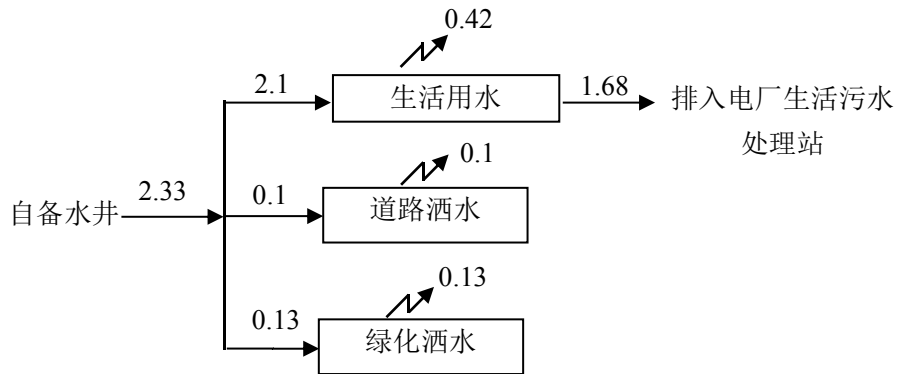 0.42
2.1
生活用水
1.68
排入电厂生活污水
处理站
0.1
自备水井
2.33
0.1
道路洒水
0.13
0.13
绿化洒水